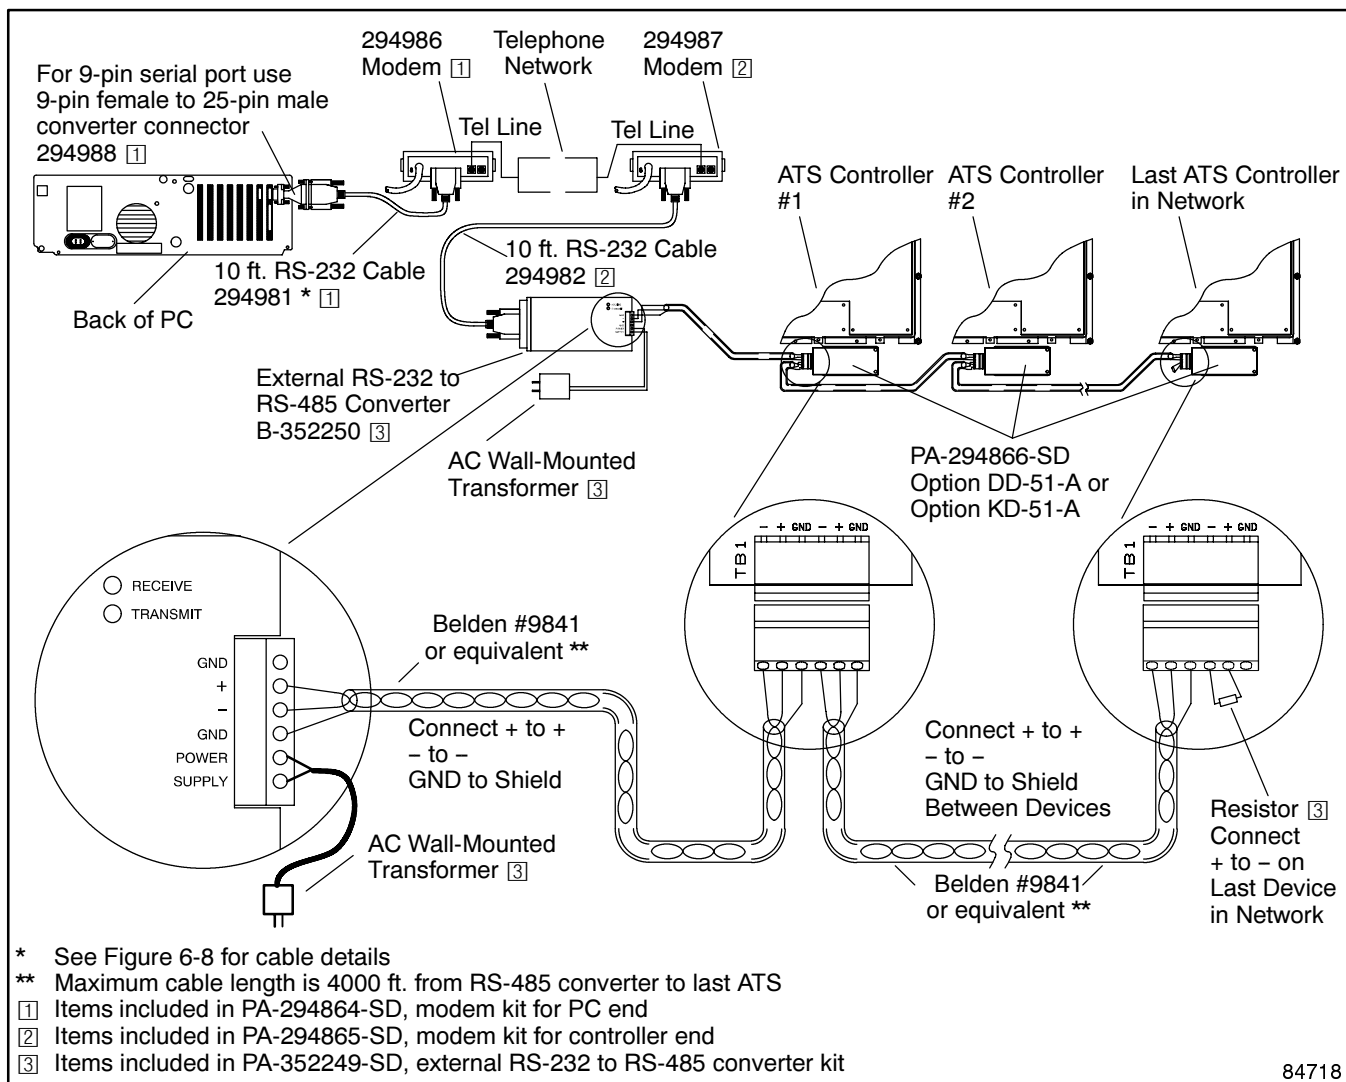 294986
Modem [1]
Telephone
Network
294987
Modem [2]
For 9-pin serial port use
9-pin female to 25-pin male
converter connector
294988 [1]
Tel Line
Tel Line
ATS Controller
#1
ATS Controller
#2
Last ATS Controller
in Network
10 ft. RS-232 Cable
294981 * [1]
10 ft. RS-232 Cable
294982 [2]
Back of PC
External RS-232 to
RS-485 Converter
B-352250 [3]
AC Wall-Mounted
Transformer [3]
PA-294866-SD
Option DD-51-A or
Option KD-51-A
– + GND – + GND
TB1
– + GND – + GND
TB1
RECEIVE
TRANSMIT
GND
+
–
GND
POWER
SUPPLY
Belden #9841
or equivalent **
Connect + to +
– to –
GND to Shield
Connect + to +
– to –
GND to Shield
Between Devices
Resistor [3]
Connect
+ to – on
Last Device
in Network
AC Wall-Mounted
Transformer [3]
Belden #9841
or equivalent **
* See Figure 6-8 for cable details
** Maximum cable length is 4000 ft. from RS-485 converter to last ATS
[1] Items included in PA-294864-SD, modem kit for PC end
[2] Items included in PA-294865-SD, modem kit for controller end
[3] Items included in PA-352249-SD, external RS-232 to RS-485 converter kit
84718